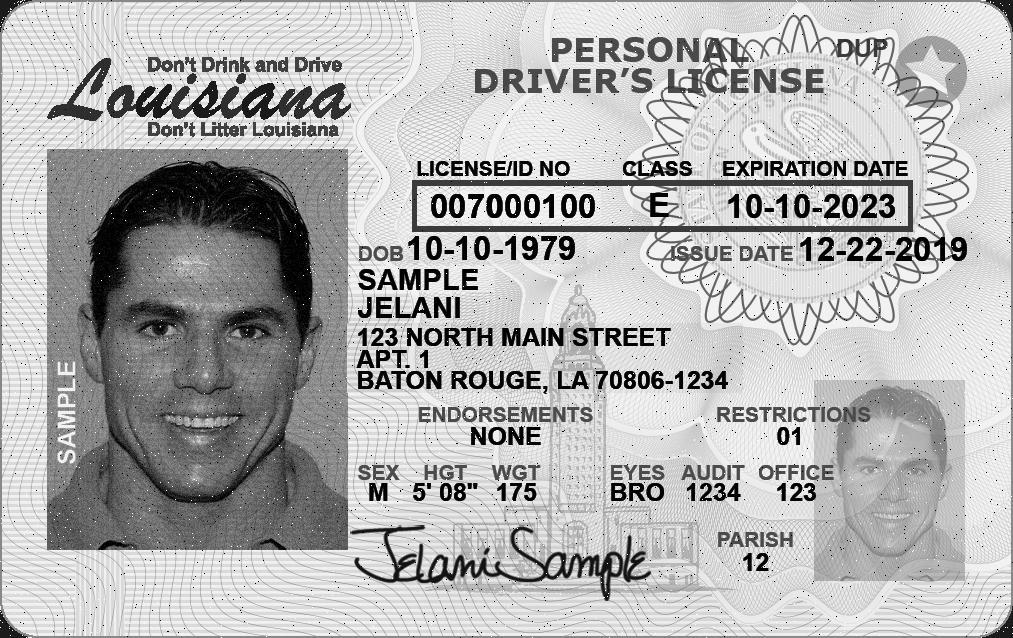 Don't Drink and Drive
Louisiana
Don't Litter Louisiana
PERSONAL
DRIVER'S LICENSE
DUP
LICENSE/ID NO CLASS EXPIRATION DATE
007000100 E 10-10-2023
DOB 10-10-1979 ISSUE DATE 12-22-2019
SAMPLE
JELANI
123 NORTH MAIN STREET
APT. 1
BATON ROUGE, LA 70806-1234
ENDORSEMENTS RESTRICTIONS
NONE 01
SEX HGT WGT EYES AUDIT OFFICE
M 5' 08" 175 BRO 1234 123
PARISH
12
Jelani Sample
SAMPLE